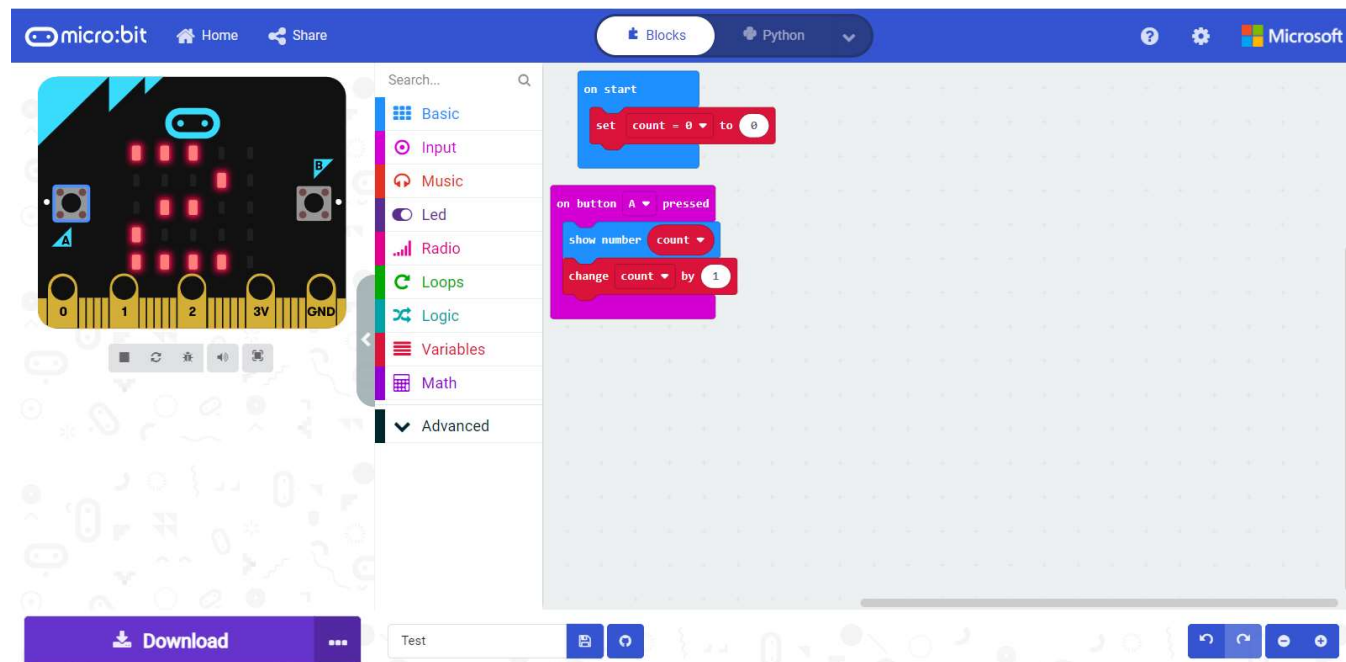 micro:bit Home Share Blocks Python Microsoft
B
A
0 1 2 3V GND
Search...
Basic
Input
Music
Led
Radio
Loops
Logic
Variables
Math
Advanced
on start
set count = 0 to 0
on button A pressed
show number count
change count by 1
Download
Test